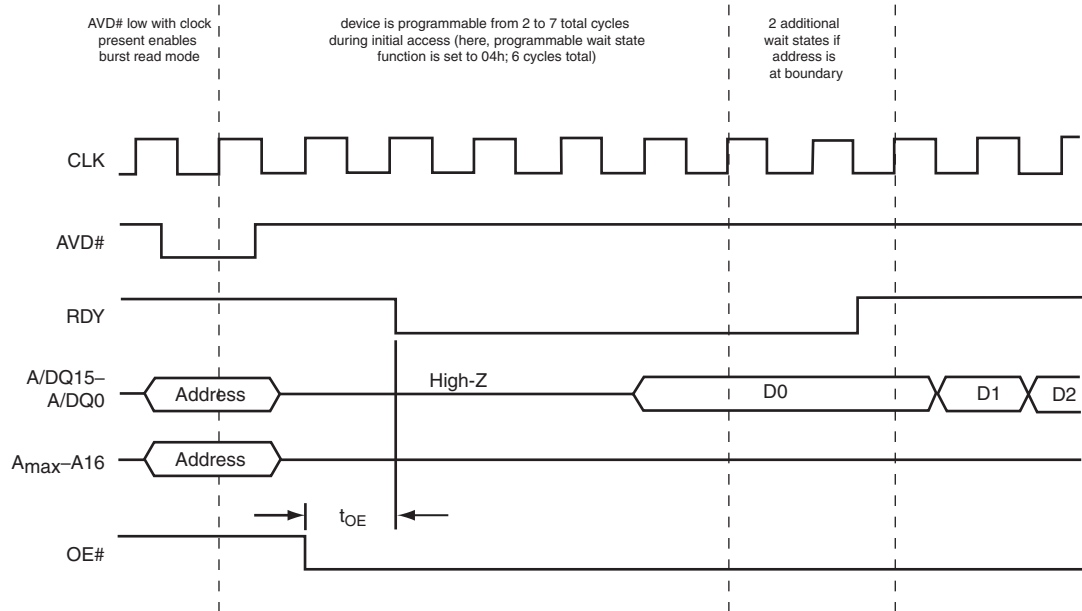 AVD# low with clock
present enables
burst read mode
device is programmable from 2 to 7 total cycles
during initial access (here, programmable wait state
function is set to 04h; 6 cycles total)
2 additional
wait states if
address is
at boundary
CLK
AVD#
RDY
A/DQ15–
A/DQ0
Address
High-Z
D0
D1
D2
Amax–A16
Address
tOE
OE#